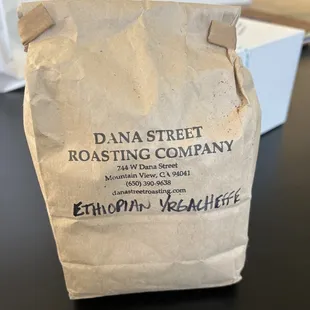 DANA STREET
ROASTING COMPANY
744 W Dana Street
Mountain View, CA 94041
(650) 390-9638
danastreetroasting.com
ETHIOPIAN YRGACHEFFE